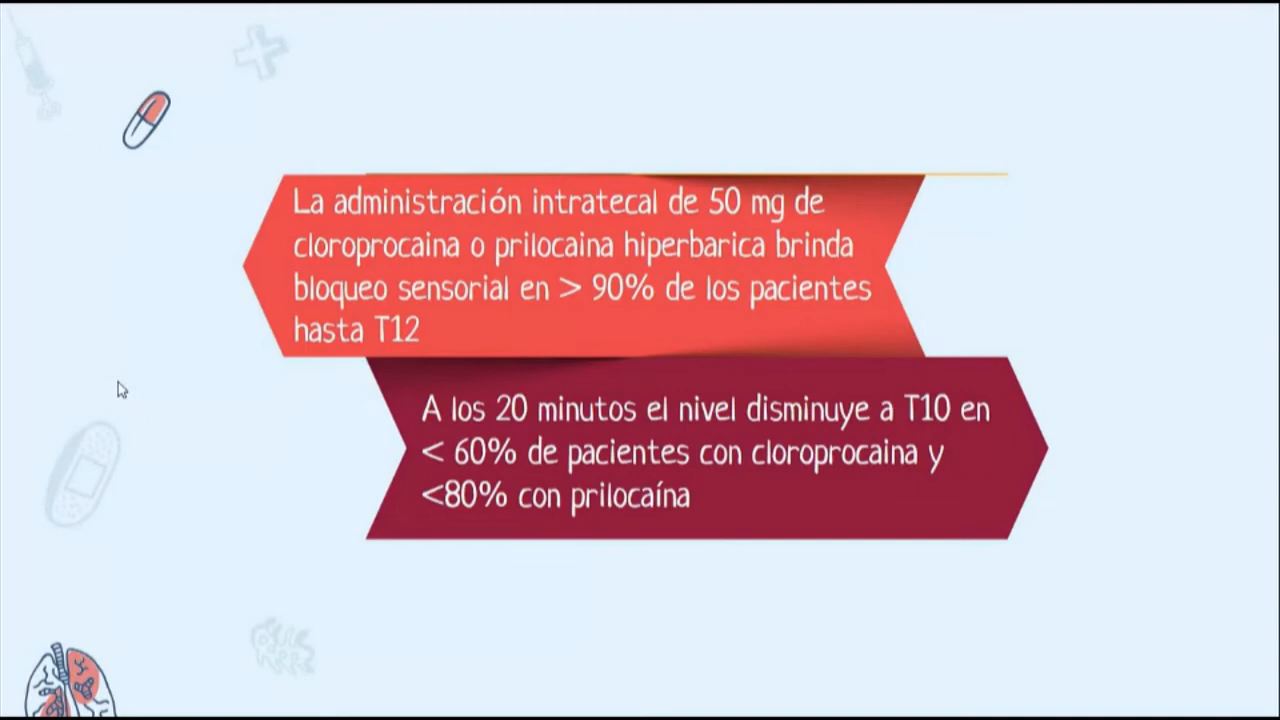 La administración intratecal de 50 mg de
cloroprocaina o prilocaina hiperbarica brinda
bloqueo sensorial en > 90% de los pacientes
hasta T12
A los 20 minutos el nivel disminuye a T10 en
< 60% de pacientes con cloroprocaina y
<80% con prilocaína